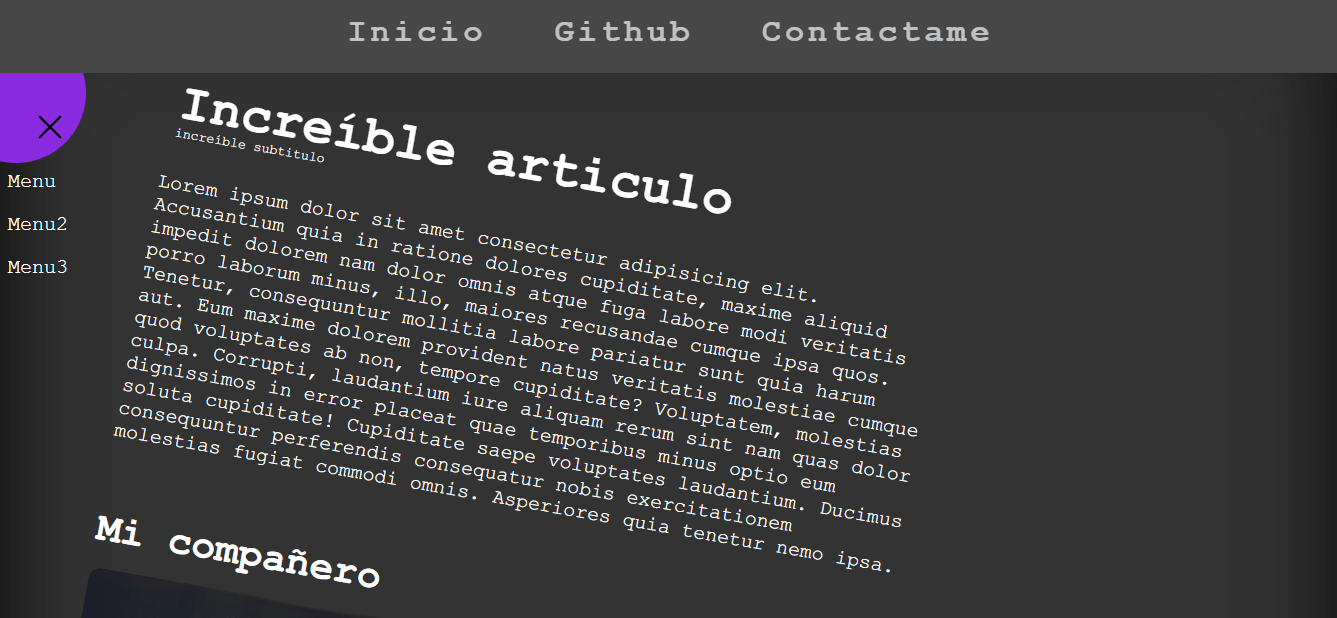 Inicio Github Contactame
Increíble articulo
increíble subtitulo
Menu
Menu2
Menu3
Lorem ipsum dolor sit amet consectetur adipisicing elit.
Accusantium quia in ratione dolores cupiditate, maxime aliquid
impedit dolorem nam dolor omnis atque fuga labore modi veritatis
porro laborum minus, illo, maiores recusandae cumque ipsa quos.
Tenetur, consequuntur mollitia labore pariatur sunt quia harum
aut. Eum maxime dolorem provident natus veritatis molestiae cumque
quod voluptates ab non, tempore cupiditate? Voluptatem, molestias
culpa. Corrupti, laudantium iure aliquam rerum sint nam quas dolor
dignissimos in error placeat quae temporibus minus optio eum
soluta cupiditate! Cupiditate saepe voluptates laudantium. Ducimus
consequuntur perferendis consequatur nobis exercitationem
molestias fugiat commodi omnis. Asperiores quia tenetur nemo ipsa.
Mi compañero